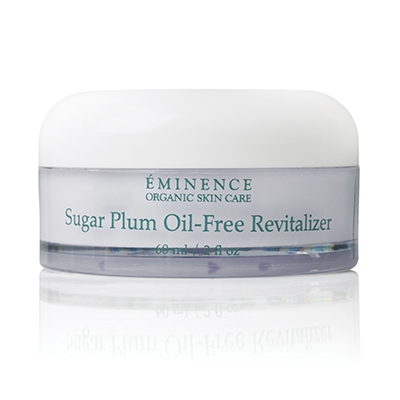 ÉMINENCE
ORGANIC SKIN CARE
Sugar Plum Oil-Free Revitalizer
60 ml / 2 fl oz